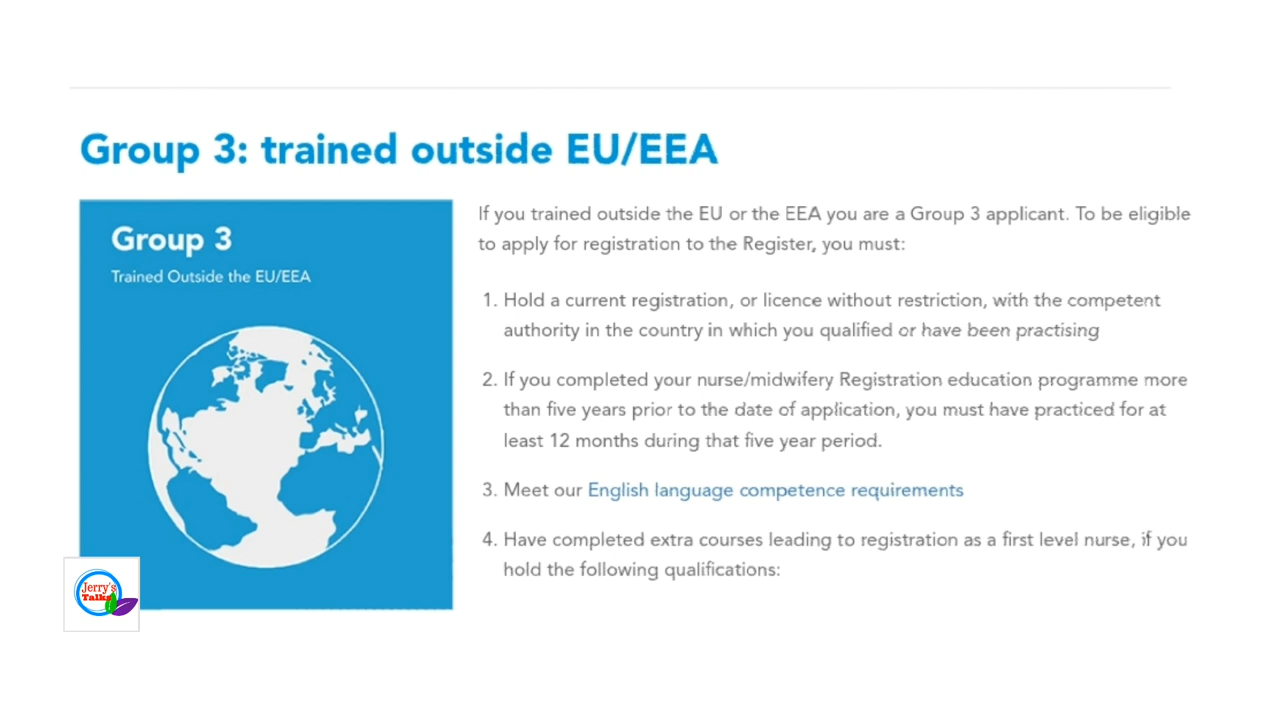 Group 3: trained outside EU/EEA
Group 3
Trained Outside the EU/EEA
If you trained outside the EU or the EEA you are a Group 3 applicant. To be eligible
to apply for registration to the Register, you must:
1. Hold a current registration, or licence without restriction, with the competent
authority in the country in which you qualified or have been practising
2. If you completed your nurse/midwifery Registration education programme more
than five years prior to the date of application, you must have practiced for at
least 12 months during that five year period.
3. Meet our English language competence requirements
4. Have completed extra courses leading to registration as a first level nurse, if you
hold the following qualifications:
Jerry's
Talks